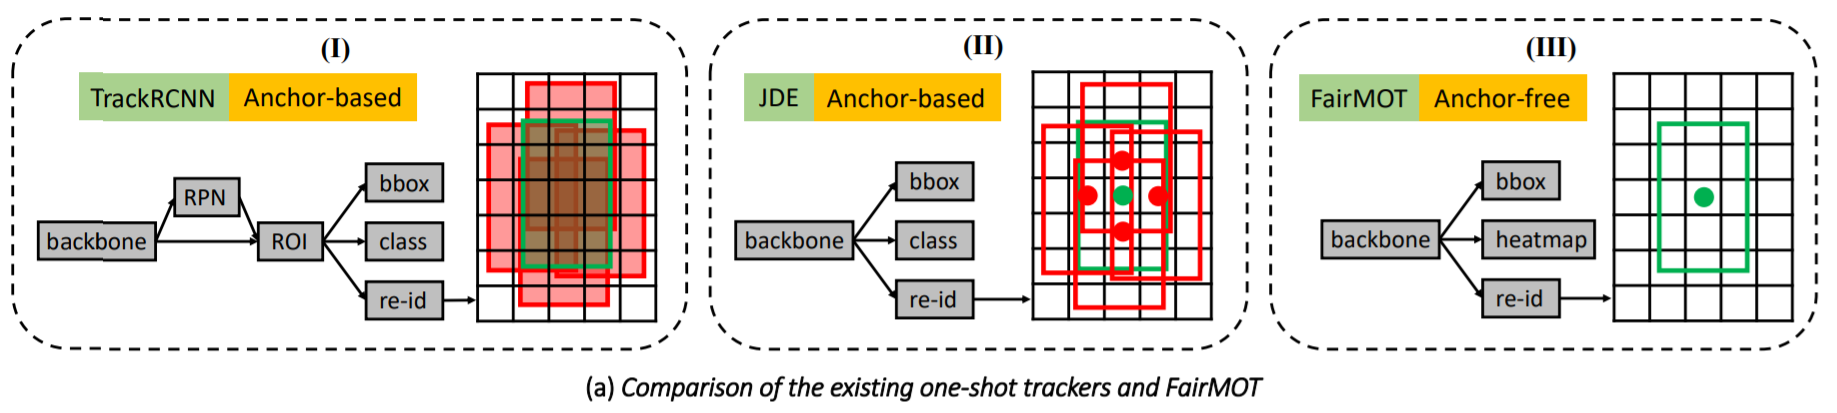 (I)
TrackRCNN Anchor-based
RPN
backbone
ROI
bbox
class
re-id
(II)
JDE Anchor-based
backbone
bbox
class
re-id
(III)
FairMOT Anchor-free
backbone
bbox
heatmap
re-id
(a) Comparison of the existing one-shot trackers and FairMOT